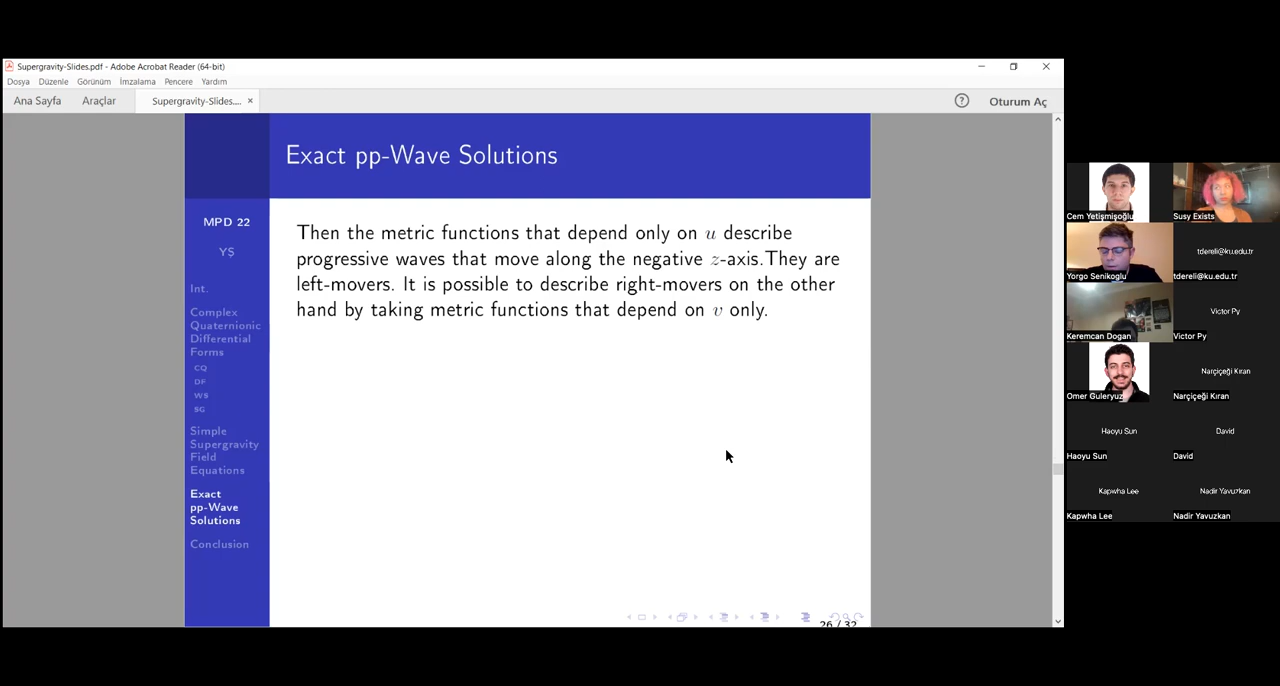 Supergravity-Slides.pdf - Adobe Acrobat Reader (64-bit)
Dosya Düzenle Görünüm İmzalama Pencere Yardım
Ana Sayfa Araçlar Supergravity-Slides.... × Oturum Aç
Exact pp-Wave Solutions
MPD 22
YŞ
Int.
Complex
Quaternionic
Differential
Forms
CQ
DF
WS
SG
Simple
Supergravity
Field
Equations
Exact
pp-Wave
Solutions
Conclusion
Then the metric functions that depend only on u describe
progressive waves that move along the negative z-axis.They are
left-movers. It is possible to describe right-movers on the other
hand by taking metric functions that depend on v only.
26 / 32
Cem Yetişmişoğlu
Susy Exists
Yorgo Senikoglu
tdereli@ku.edu.tr
tdereli@ku.edu.tr
Keremcan Dogan
Victor Py
Victor Py
Omer Guleryuz
Narçiçeği Kıran
Narçiçeği Kıran
Haoyu Sun
Haoyu Sun
David
David
Kapwha Lee
Kapwha Lee
Nadir Yavuzkan
Nadir Yavuzkan